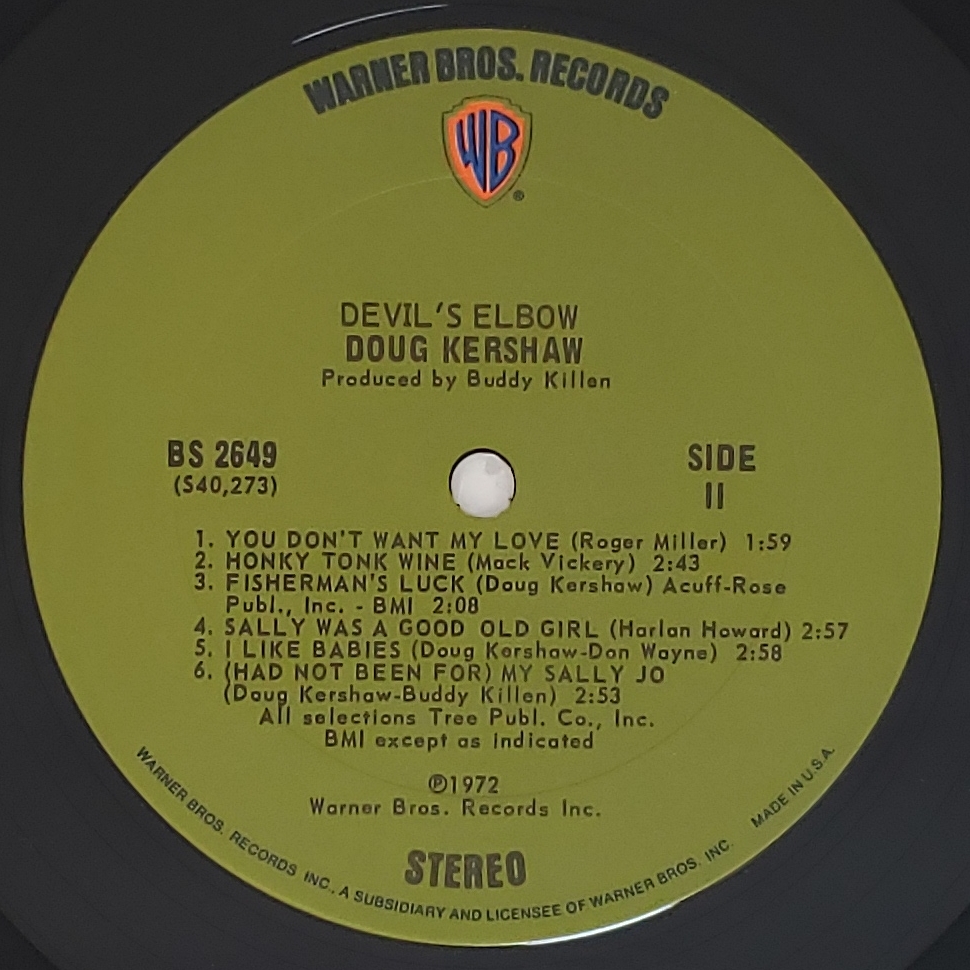 WARNER BROS. RECORDS
WB
®
DEVIL'S ELBOW
DOUG KERSHAW
Produced by Buddy Killen
BS 2649
(S40,273)
SIDE
II
1. YOU DON'T WANT MY LOVE (Roger Miller) 1:59
2. HONKY TONK WINE (Mack Vickery) 2:43
3. FISHERMAN'S LUCK (Doug Kershaw) Acuff-Rose
Publ., Inc. - BMI 2:08
4. SALLY WAS A GOOD OLD GIRL (Harlan Howard) 2:57
5. I LIKE BABIES (Doug Kershaw-Don Wayne) 2:58
6. (HAD NOT BEEN FOR) MY SALLY JO
(Doug Kershaw-Buddy Killen) 2:53
All selections Tree Publ. Co., Inc.
BMI except as indicated
℗1972
Warner Bros. Records Inc.
STEREO
WARNER BROS. RECORDS INC., A SUBSIDIARY AND LICENSEE OF WARNER BROS. INC. MADE IN U.S.A.